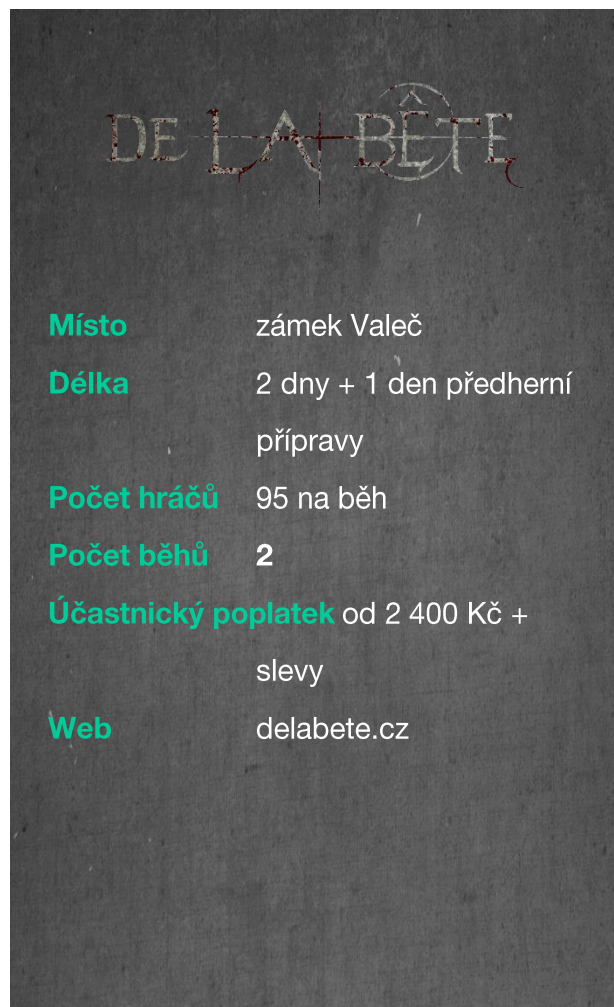 DE LA BÊTE
Místo zámek Valeč
Délka 2 dny + 1 den předherní
přípravy
Počet hráčů 95 na běh
Počet běhů 2
Účastnický poplatek od 2 400 Kč +
slevy
Web delabete.cz